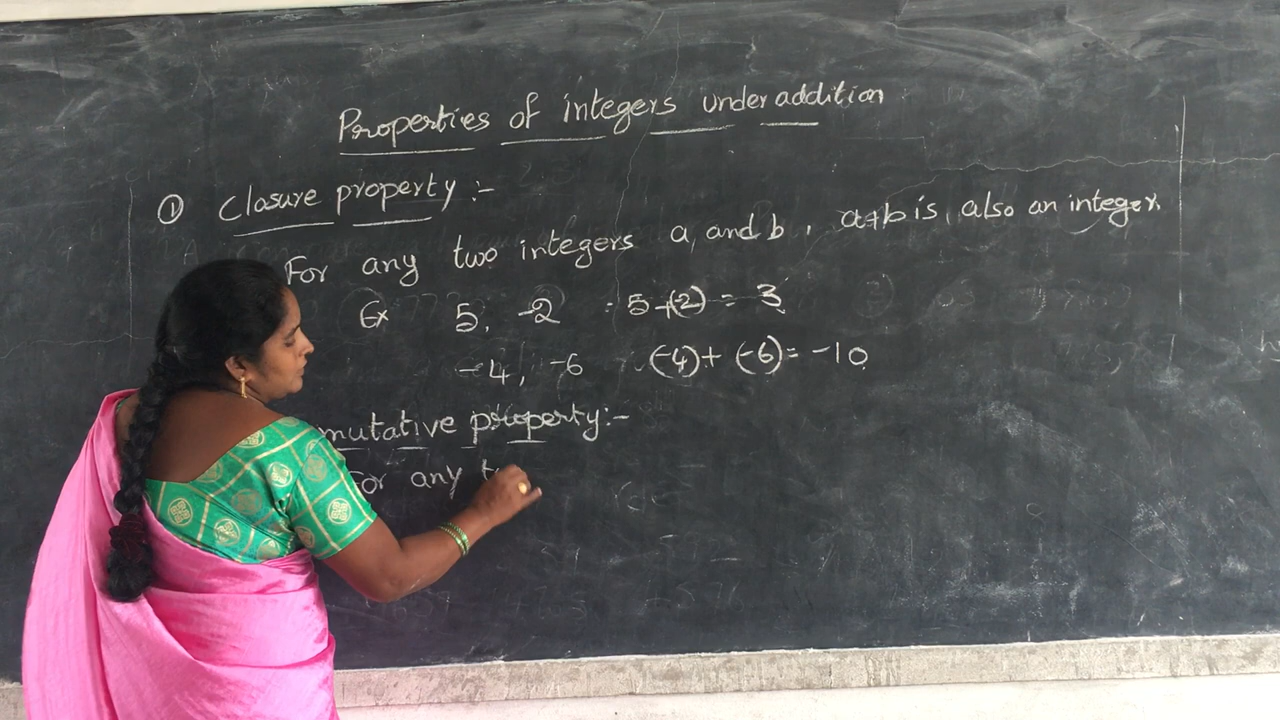 Properties of integers under addition
① Closure property :-
For any two integers a, and b, a+b is, also an integer.
Ex 5, -2 : 5+(-2) = 3
-4, -6 (-4)+ (-6)= -10
mutative property:-
For any